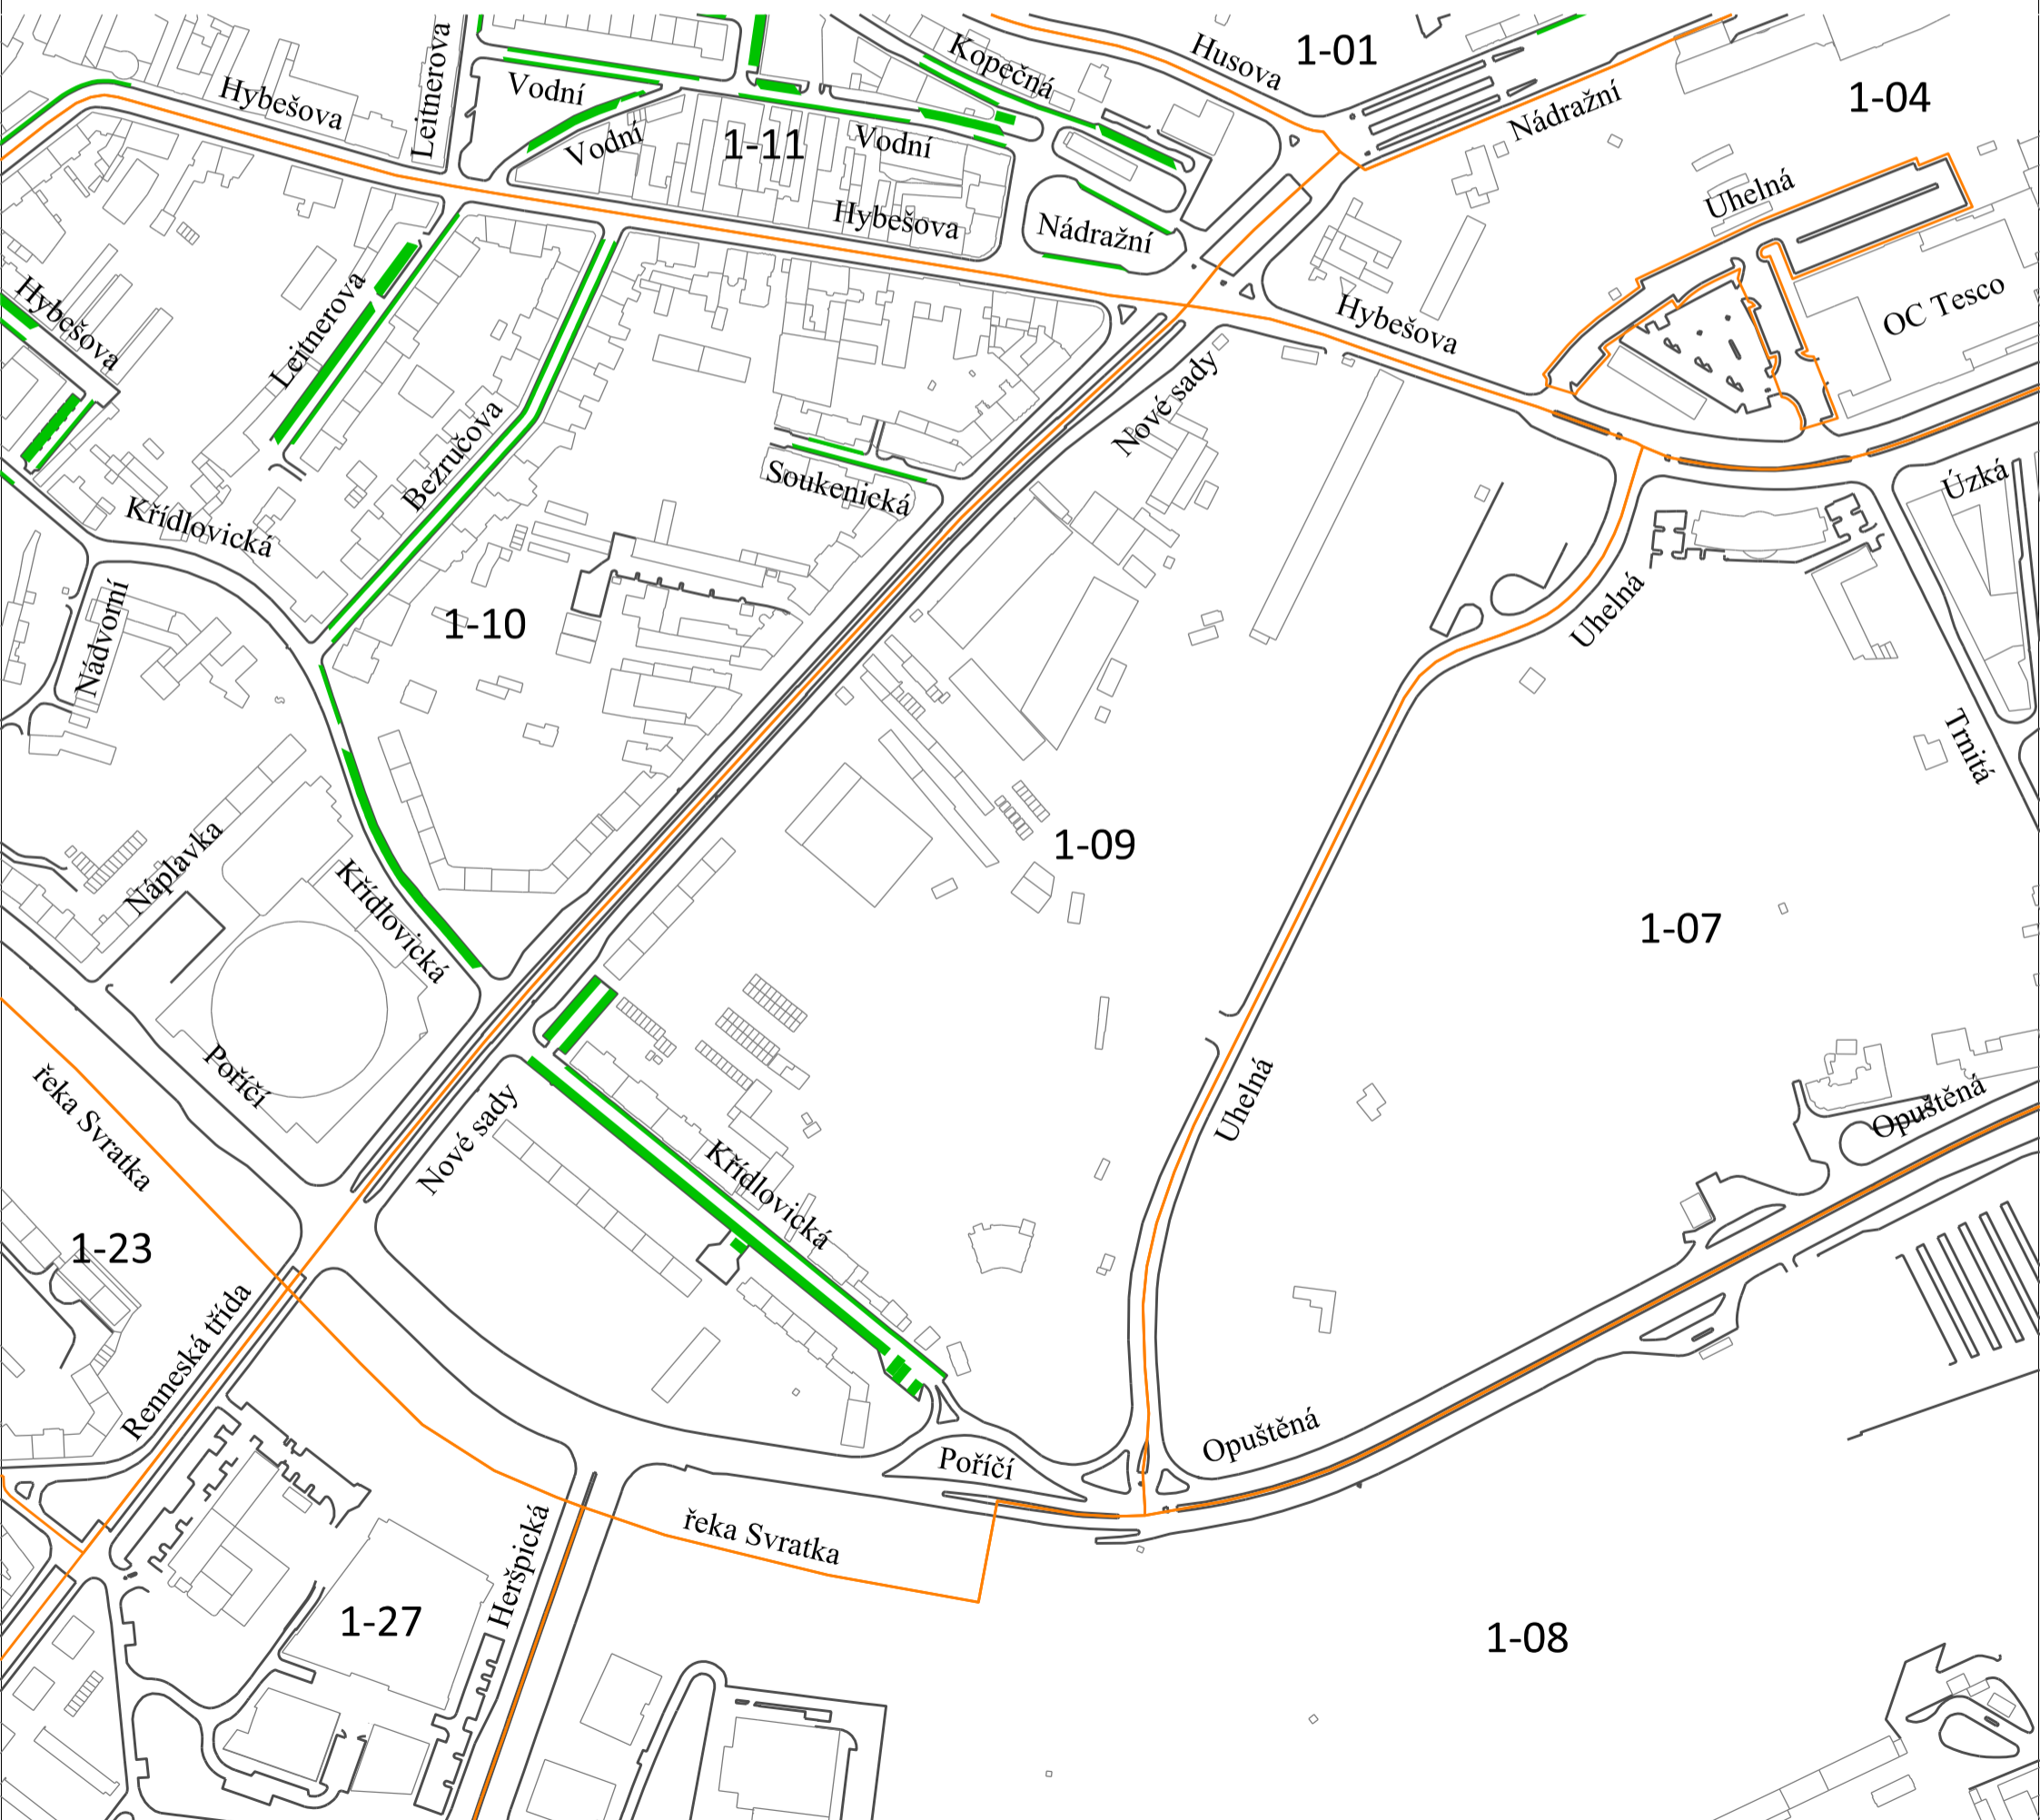 Husova
1-01
Kopečná
Leitnerova
Hybešova
Vodní
Nádražní
1-04
Vodní
1-11
Vodní
Uhelná
Hybešova
Nádražní
Hybešova
Leitnerova
Hybešova
OC Tesco
Nové sady
Bezručova
Soukenická
Úzká
Křídlovická
1-10
Nádvorní
Uhelná
Trnitá
1-09
Náplavka
Křídlovická
1-07
Poříčí
řeka Svratka
Nové sady
Uhelná
Opuštěná
Křídlovická
1-23
Renneská třída
Opuštěná
Poříčí
řeka Svratka
Heršpická
1-27
1-08